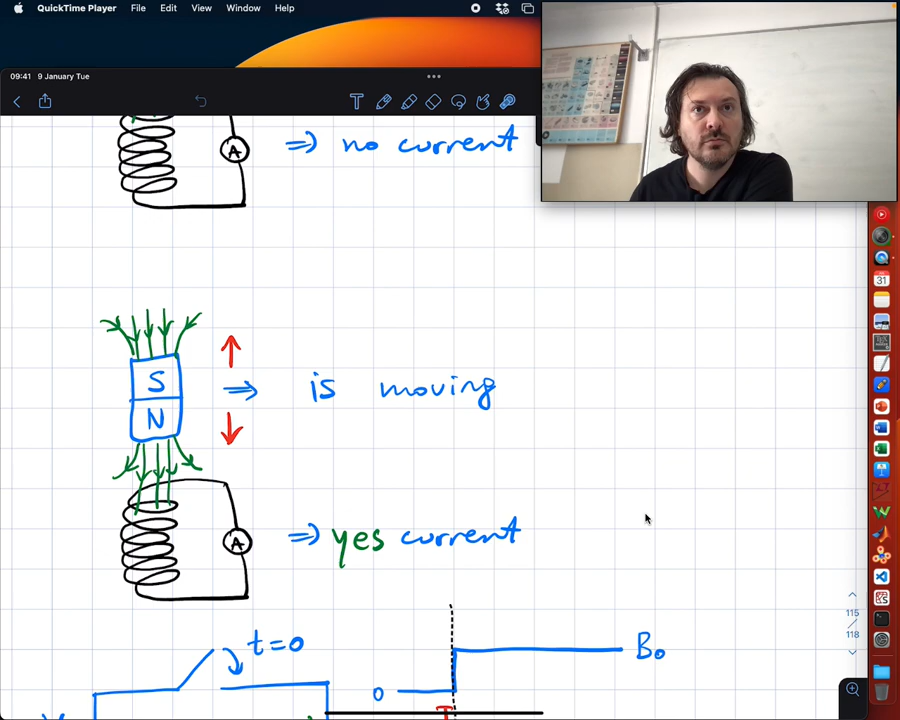 QuickTime Player File Edit View Window Help
09:41 9 January Tue
T
A ⇒ no current
S
N
⇒ is moving
A ⇒ yes current
31
115
/
118
t=0
B₀
0